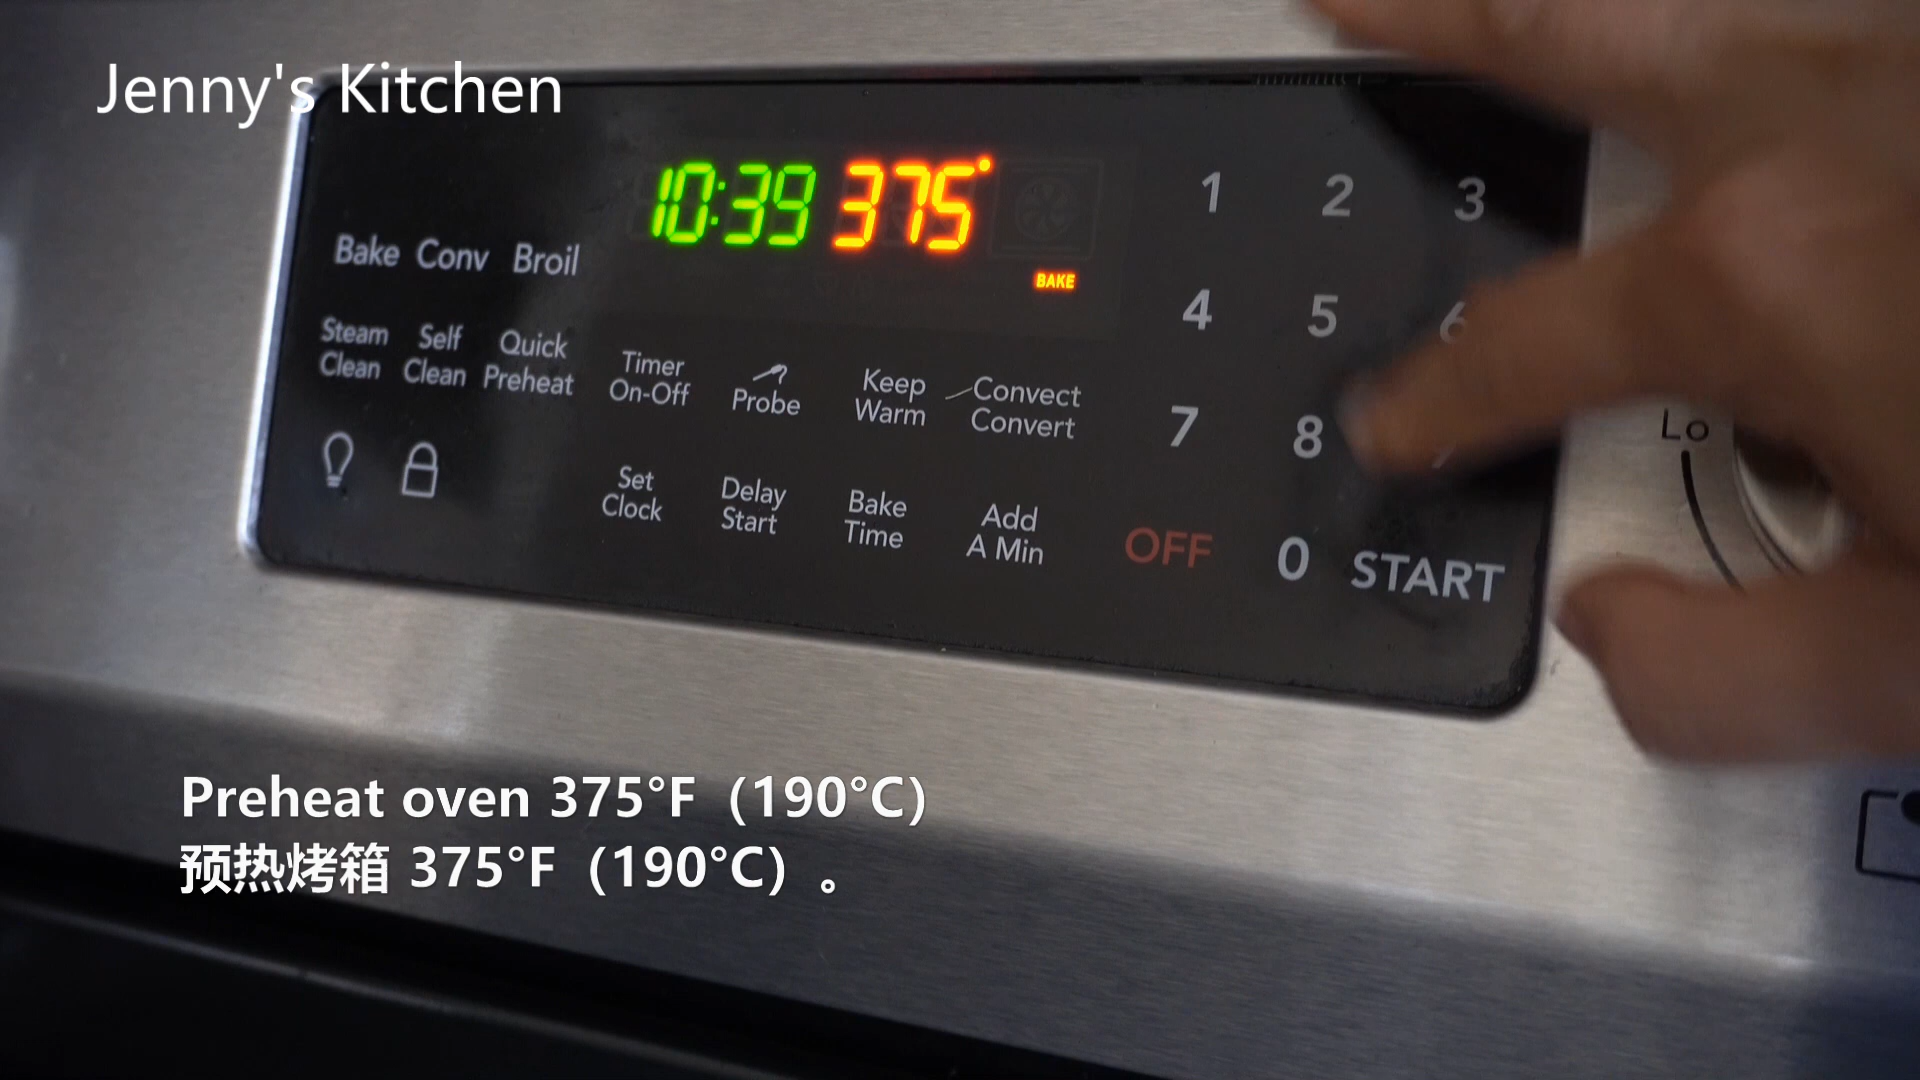 Jenny's Kitchen
10:39 375°
BAKE
1 2 3
4 5 6
7 8
OFF 0 START
Bake Conv Broil
Steam Clean
Self Clean
Quick Preheat
Timer On-Off
Probe
Keep Warm
Convect Convert
Set Clock
Delay Start
Bake Time
Add A Min
Lo
Preheat oven 375°F（190°C）
预热烤箱 375°F（190°C）。